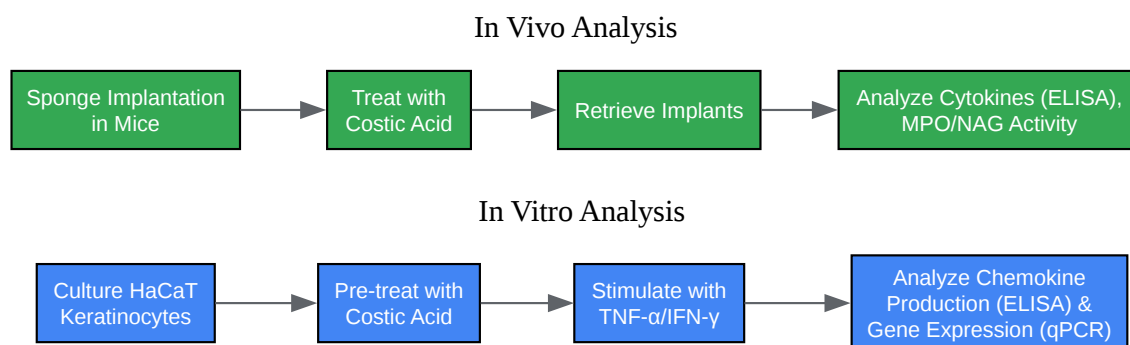 In Vivo Analysis
Sponge Implantation
in Mice
Treat with
Costic Acid
Retrieve Implants
Analyze Cytokines (ELISA),
MPO/NAG Activity
In Vitro Analysis
Culture HaCaT
Keratinocytes
Pre-treat with
Costic Acid
Stimulate with
TNF-α/IFN-γ
Analyze Chemokine
Production (ELISA) &
Gene Expression (qPCR)